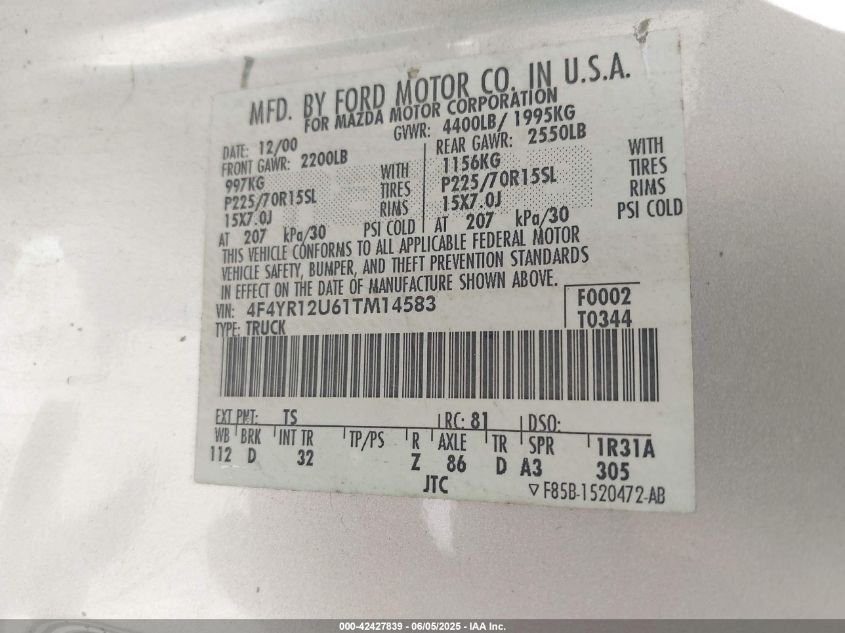 MFD. BY FORD MOTOR CO. IN U.S.A.
FOR MAZDA MOTOR CORPORATION
DATE: 12/00 GVWR: 4400LB/ 1995KG
FRONT GAWR: 2200LB REAR GAWR: 2550LB
997KG WITH 1156KG WITH
P225/70R15SL TIRES P225/70R15SL TIRES
15X7.0J RIMS 15X7.0J RIMS
AT 207 kPa/30 PSI COLD AT 207 kPa/30 PSI COLD
THIS VEHICLE CONFORMS TO ALL APPLICABLE FEDERAL MOTOR
VEHICLE SAFETY, BUMPER, AND THEFT PREVENTION STANDARDS
IN EFFECT ON THE DATE OF MANUFACTURE SHOWN ABOVE.
VIN: 4F4YR12U61TM14583 F0002
TYPE: TRUCK T0344
EXT PNT: TS RC: 81 DSO:
WB BRK INT TR TP/PS R AXLE TR SPR 1R31A
112 D 32 Z 86 D A3 305
JTC ▽ F85B-1520472-AB
000-42427839 - 06/05/2025 - IAA Inc.